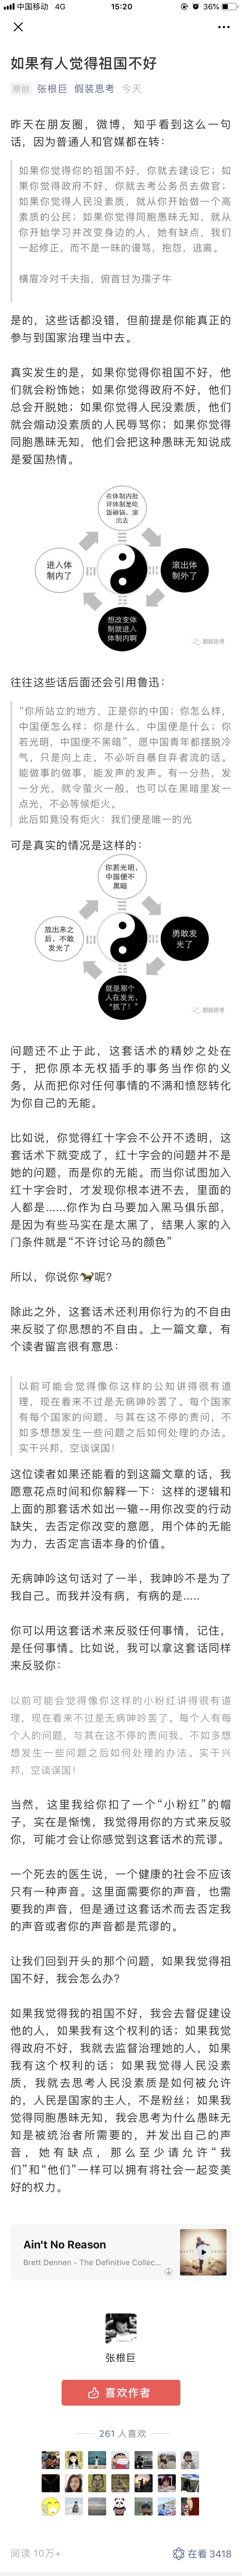 中国移动 4G
15:20
36%
如果有人觉得祖国不好
原创 张根巨 假装思考 今天
昨天在朋友圈，微博，知乎看到这么一句
话，因为普通人和官媒都在转：
如果你觉得你的祖国不好，你就去建设它；如
果你觉得政府不好，你就去考公务员去做官；
如果你觉得人民没素质，就从你开始做一个高
素质的公民；如果你觉得同胞愚昧无知，就从
你开始学习并改变身边的人，她有缺点，我们
一起修正，而不是一昧的谩骂，抱怨，逃离。
横眉冷对千夫指，俯首甘为孺子牛
是的，这些话都没错，但前提是你能真正的
参与到国家治理当中去。
真实发生的是，如果你觉得你祖国不好，他
们就会粉饰她；如果你觉得政府不好，他们
总会开脱她；如果你觉得人民没素质，他们
就会煽动没素质的人民辱骂你；如果你觉得
同胞愚昧无知，他们会把这种愚昧无知说成
是爱国热情。
在体制内批
评体制是吃
饭砸锅、滚
出去
进入体
制内了
滚出体
制外了
想改变体
制就进入
体制内啊
假装思考
往往这些话后面还会引用鲁迅：
“你所站立的地方，正是你的中国；你怎么样，
中国便怎么样；你是什么，中国便是什么；你
若光明，中国便不黑暗”，愿中国青年都摆脱冷
气，只是向上走，不必听自暴自弃者流的话。
能做事的做事，能发声的发声。有一分热，发
一分光，就令萤火一般，也可以在黑暗里发一
点光，不必等候炬火。
此后如竟没有炬火：我们便是唯一的光
可是真实的情况是这样的：
你若光明，
中国便不
黑暗
放出来之
后，不敢
发光了
勇敢发
光了
就是那个
人在发光，
“抓了！”
假装思考
问题还不止于此，这套话术的精妙之处在
于，把你原本无权插手的事务当作你的义
务，从而把你对任何事情的不满和愤怒转化
为你自己的无能。
比如说，你觉得红十字会不公开不透明，这
套话术下就变成了，红十字会的问题并不是
她的问题，而是你的无能。而当你试图加入
红十字会时，才发现你根本进不去，里面的
人都是……你作为白马要加入黑马俱乐部，
是因为有些马实在是太黑了，结果人家的入
门条件就是“不许讨论马的颜色”
所以，你说你🐎呢？
除此之外，这套话术还利用你行为的不自由
来反驳了你思想的不自由。上一篇文章，有
个读者留言很有意思：
以前可能会觉得像你这样的公知讲得很有道
理，现在看来不过是无病呻吟罢了。每个国家
有每个国家的问题，与其在这不停的责问，不
如多想想发生一些问题之后如何处理的办法。
实干兴邦，空谈误国！
这位读者如果还能看的到这篇文章的话，我
愿意花点时间和你解释一下：这样的逻辑和
上面的那套话术如出一辙--用你改变的行动
缺失，去否定你改变的意愿，用个体的无能
为力，去否定言语本身的价值。
无病呻吟这句话对了一半，我呻吟不是为了
我自己。而我并没有病，有病的是.....
你可以用这套话术来反驳任何事情，记住，
是任何事情。比如说，我可以拿这套话同样
来反驳你：
以前可能会觉得像你这样的小粉红讲得很有道
理，现在看来不过是无病呻吟罢了。每个人有每
个人的问题，与其在这不停的责问我，不如多想
想发生一些问题之后如何处理的办法。实干兴
邦，空谈误国！
当然，这里我给你扣了一个“小粉红”的帽
子，实在是惭愧，我觉得用你的方式来反驳
你，可能才会让你感觉到这套话术的荒谬。
一个死去的医生说，一个健康的社会不应该
只有一种声音。这里面需要你的声音，也需
要我的声音，但是通过这套话术而去否定我
的声音或者你的声音都是荒谬的。
让我们回到开头的那个问题，如果我觉得祖
国不好，我会怎么办？
如果我觉得我的祖国不好，我会去督促建设
他的人，如果我有这个权利的话；如果我觉
得政府不好，我就去监督治理她的人，如果
我有这个权利的话；如果我觉得人民没素
质，我就去思考人民素质是如何被允许
的，人民是国家的主人，不是粉丝；如果我
觉得同胞愚昧无知，我会思考为什么愚昧无
知是被统治者所需要的，并发出自己的声
音，她有缺点，那么至少请允许“我
们”和“他们”一样可以拥有将社会一起变美
好的权力。
Ain't No Reason
Brett Dennen - The Definitive Collec...
张根巨
喜欢作者
261 人喜欢
阅读 10万+
在看 3418